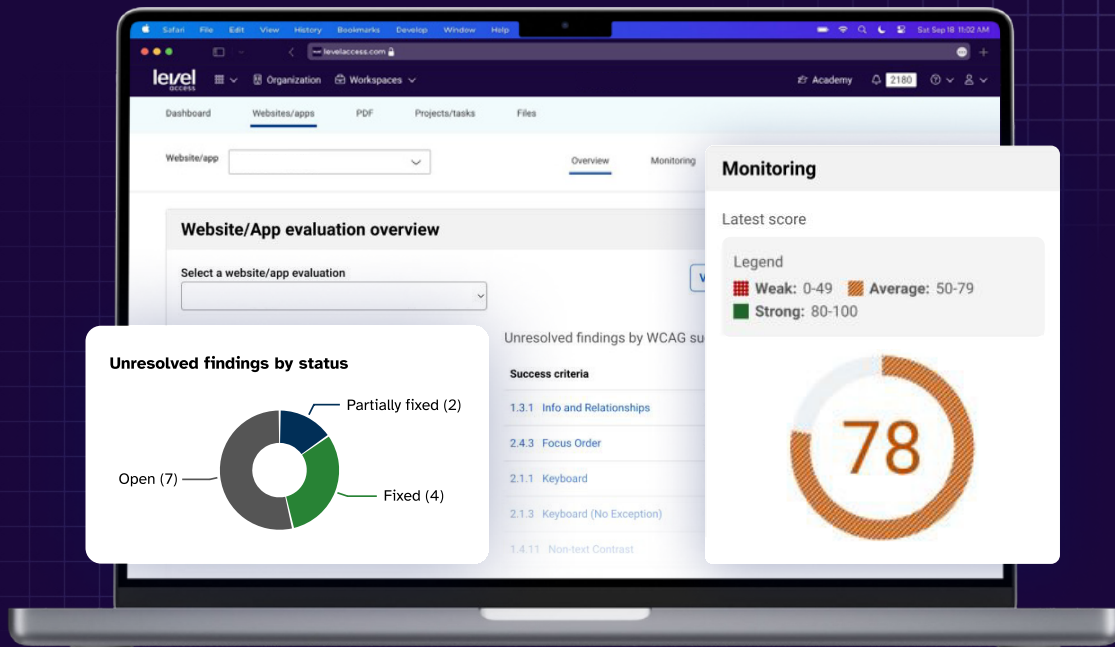 Safari File Edit View History Bookmarks Develop Window Help Sat Sep 18 11:02 AM
levelaccess.com
level access Organization Workspaces Academy 2180
Dashboard Websites/apps PDF Projects/tasks Files
Website/app Overview Monitoring
Website/App evaluation overview
Select a website/app evaluation
V
Unresolved findings by WCAG su
Success criteria
1.3.1 Info and Relationships
2.4.3 Focus Order
2.1.1 Keyboard
2.1.3 Keyboard (No Exception)
1.4.11 Non-text Contrast
Unresolved findings by status
Partially fixed (2)
Open (7)
Fixed (4)
Monitoring
Latest score
Legend
Weak: 0-49 Average: 50-79
Strong: 80-100
78